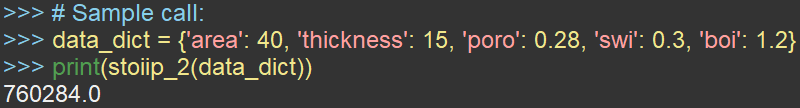 >>> # Sample call:
>>> data_dict = {'area': 40, 'thickness': 15, 'poro': 0.28, 'swi': 0.3, 'boi': 1.2}
>>> print(stoiip_2(data_dict))
760284.0